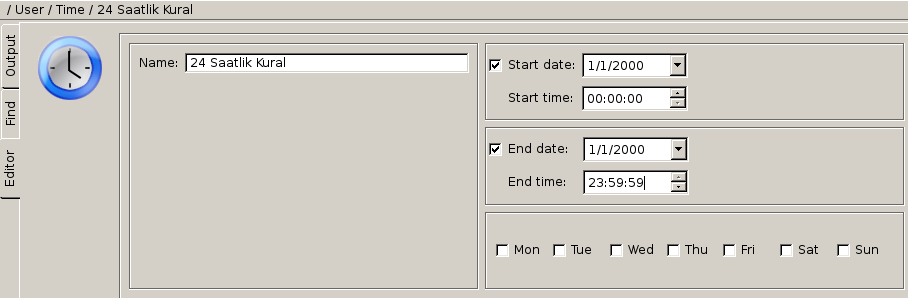 / User / Time / 24 Saatlik Kural
Output
Find
Editor
Name: 24 Saatlik Kural
Start date: 1/1/2000
Start time: 00:00:00
End date: 1/1/2000
End time: 23:59:59
Mon Tue Wed Thu Fri Sat Sun